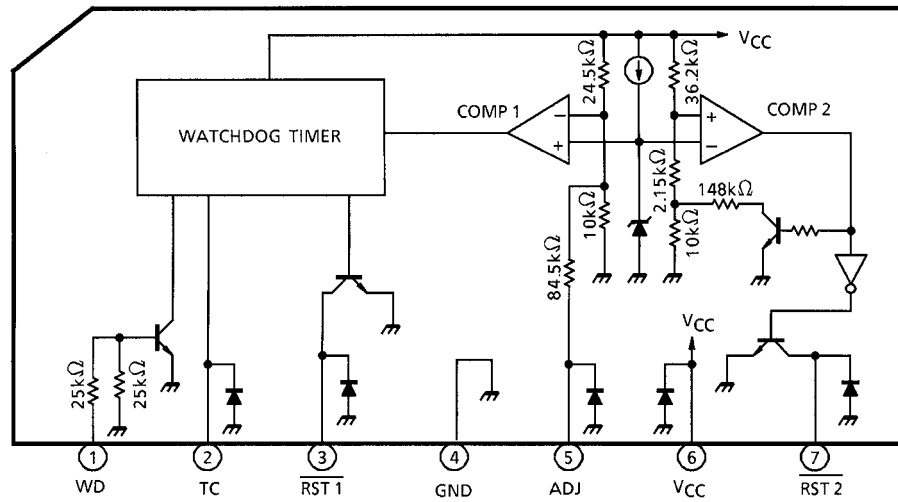 VCC
24.5kΩ
36.2kΩ
COMP 1
COMP 2
WATCHDOG TIMER
−
+
+
−
2.15kΩ
148kΩ
10kΩ
10kΩ
84.5kΩ
VCC
25kΩ
25kΩ
1
2
3
4
5
6
7
WD
TC
RST 1
GND
ADJ
VCC
RST 2